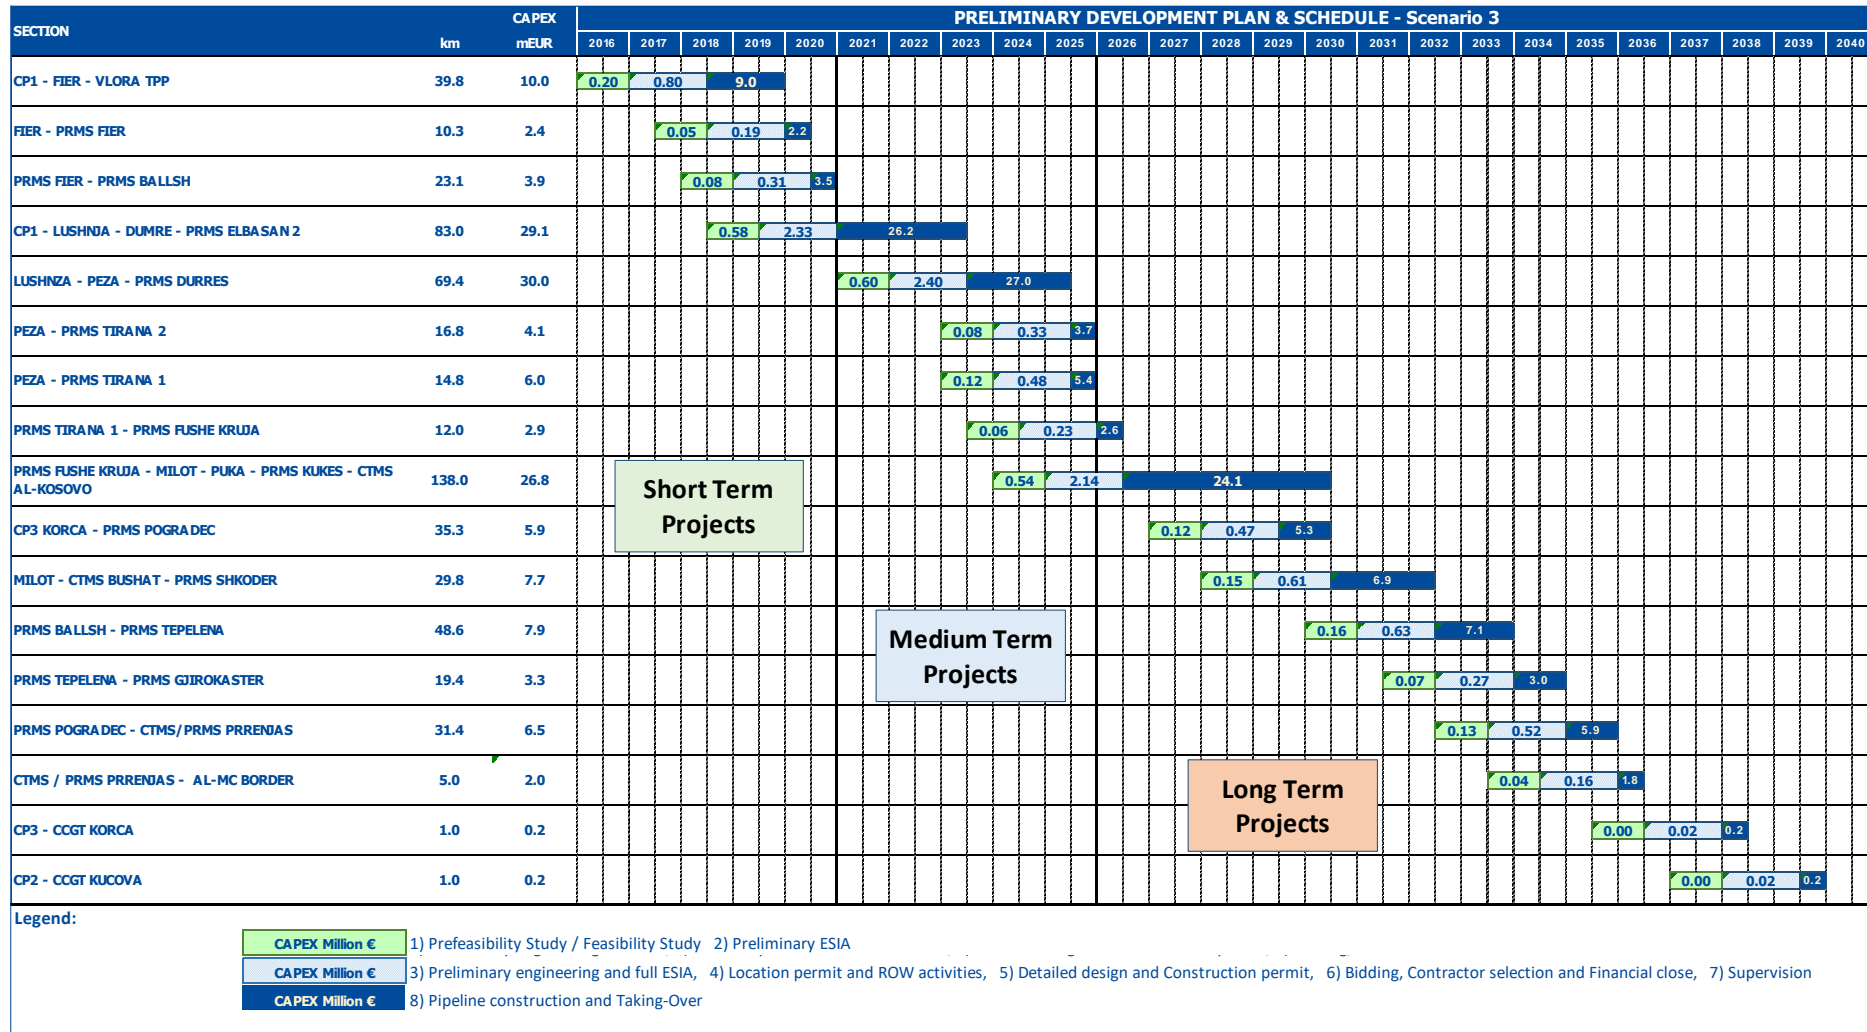 PRELIMINARY DEVELOPMENT PLAN & SCHEDULE - Scenario 3
SECTION km CAPEX mEUR 2016 2017 2018 2019 2020 2021 2022 2023 2024 2025 2026 2027 2028 2029 2030 2031 2032 2033 2034 2035 2036 2037 2038 2039 2040
CP1 - FIER - VLORA TPP 39.8 10.0 0.20 0.80 9.0
FIER - PRMS FIER 10.3 2.4 0.05 0.19 2.2
PRMS FIER - PRMS BALLSH 23.1 3.9 0.08 0.31 3.5
CP1 - LUSHNJA - DUMRE - PRMS ELBASAN 2 83.0 29.1 0.58 2.33 26.2
LUSHNZA - PEZA - PRMS DURRES 69.4 30.0 0.60 2.40 27.0
PEZA - PRMS TIRANA 2 16.8 4.1 0.08 0.33 3.7
PEZA - PRMS TIRANA 1 14.8 6.0 0.12 0.48 5.4
PRMS TIRANA 1 - PRMS FUSHE KRUJA 12.0 2.9 0.06 0.23 2.6
PRMS FUSHE KRUJA - MILOT - PUKA - PRMS KUKES - CTMS
AL-KOSOVO 138.0 26.8 0.54 2.14 24.1
Short Term
Projects
CP3 KORCA - PRMS POGRADEC 35.3 5.9 0.12 0.47 5.3
MILOT - CTMS BUSHAT - PRMS SHKODER 29.8 7.7 0.15 0.61 6.9
PRMS BALLSH - PRMS TEPELENA 48.6 7.9 0.16 0.63 7.1
Medium Term
Projects
PRMS TEPELENA - PRMS GJIROKASTER 19.4 3.3 0.07 0.27 3.0
PRMS POGRADEC - CTMS/PRMS PRRENJAS 31.4 6.5 0.13 0.52 5.9
CTMS / PRMS PRRENJAS - AL-MC BORDER 5.0 2.0 0.04 0.16 1.8
Long Term
Projects
CP3 - CCGT KORCA 1.0 0.2 0.00 0.02 0.2
CP2 - CCGT KUCOVA 1.0 0.2 0.00 0.02 0.2
Legend:
CAPEX Million € 1) Prefeasibility Study / Feasibility Study 2) Preliminary ESIA
CAPEX Million € 3) Preliminary engineering and full ESIA, 4) Location permit and ROW activities, 5) Detailed design and Construction permit, 6) Bidding, Contractor selection and Financial close, 7) Supervision
CAPEX Million € 8) Pipeline construction and Taking-Over